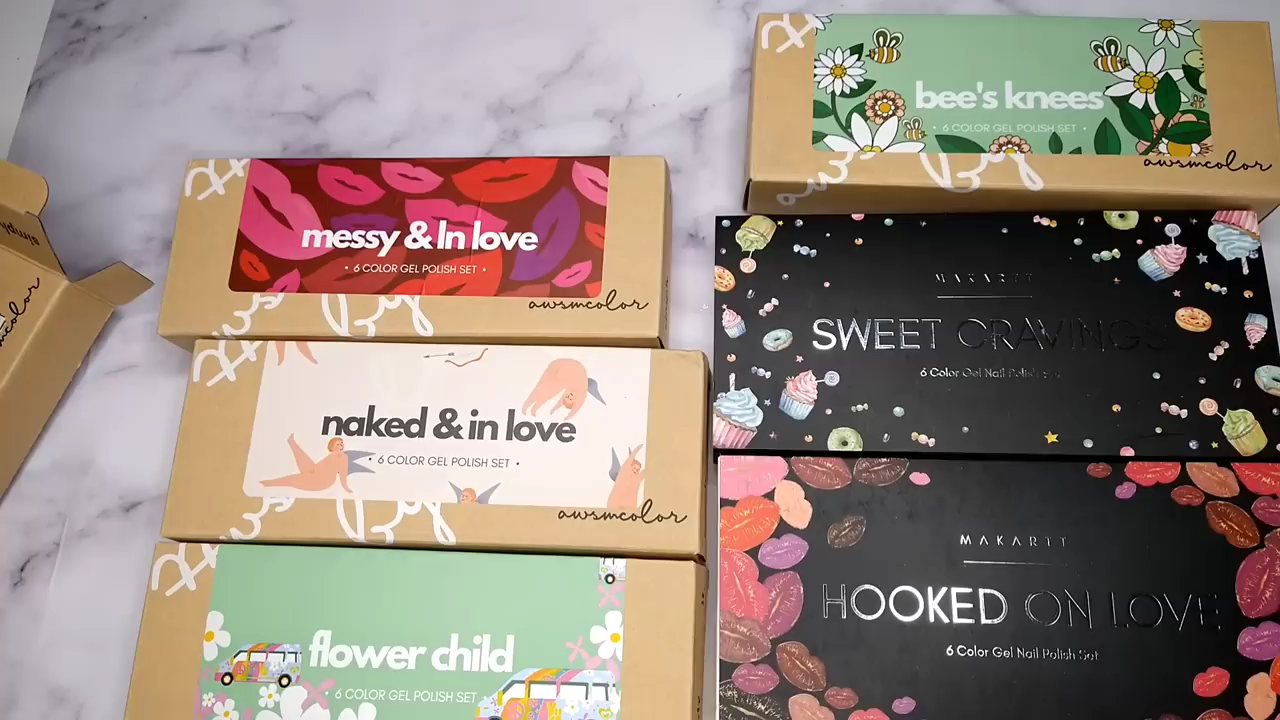 bee's knees
• 6 COLOR GEL POLISH SET •
awsmcolor
messy & In love
• 6 COLOR GEL POLISH SET •
awsmcolor
MAKARTT
SWEET CRAVINGS
6 Color Gel Nail Polish Set
naked & in love
• 6 COLOR GEL POLISH SET •
awsmcolor
MAKARTT
HOOKED ON LOVE
6 Color Gel Nail Polish Set
flower child
• 6 COLOR GEL POLISH SET •
simply